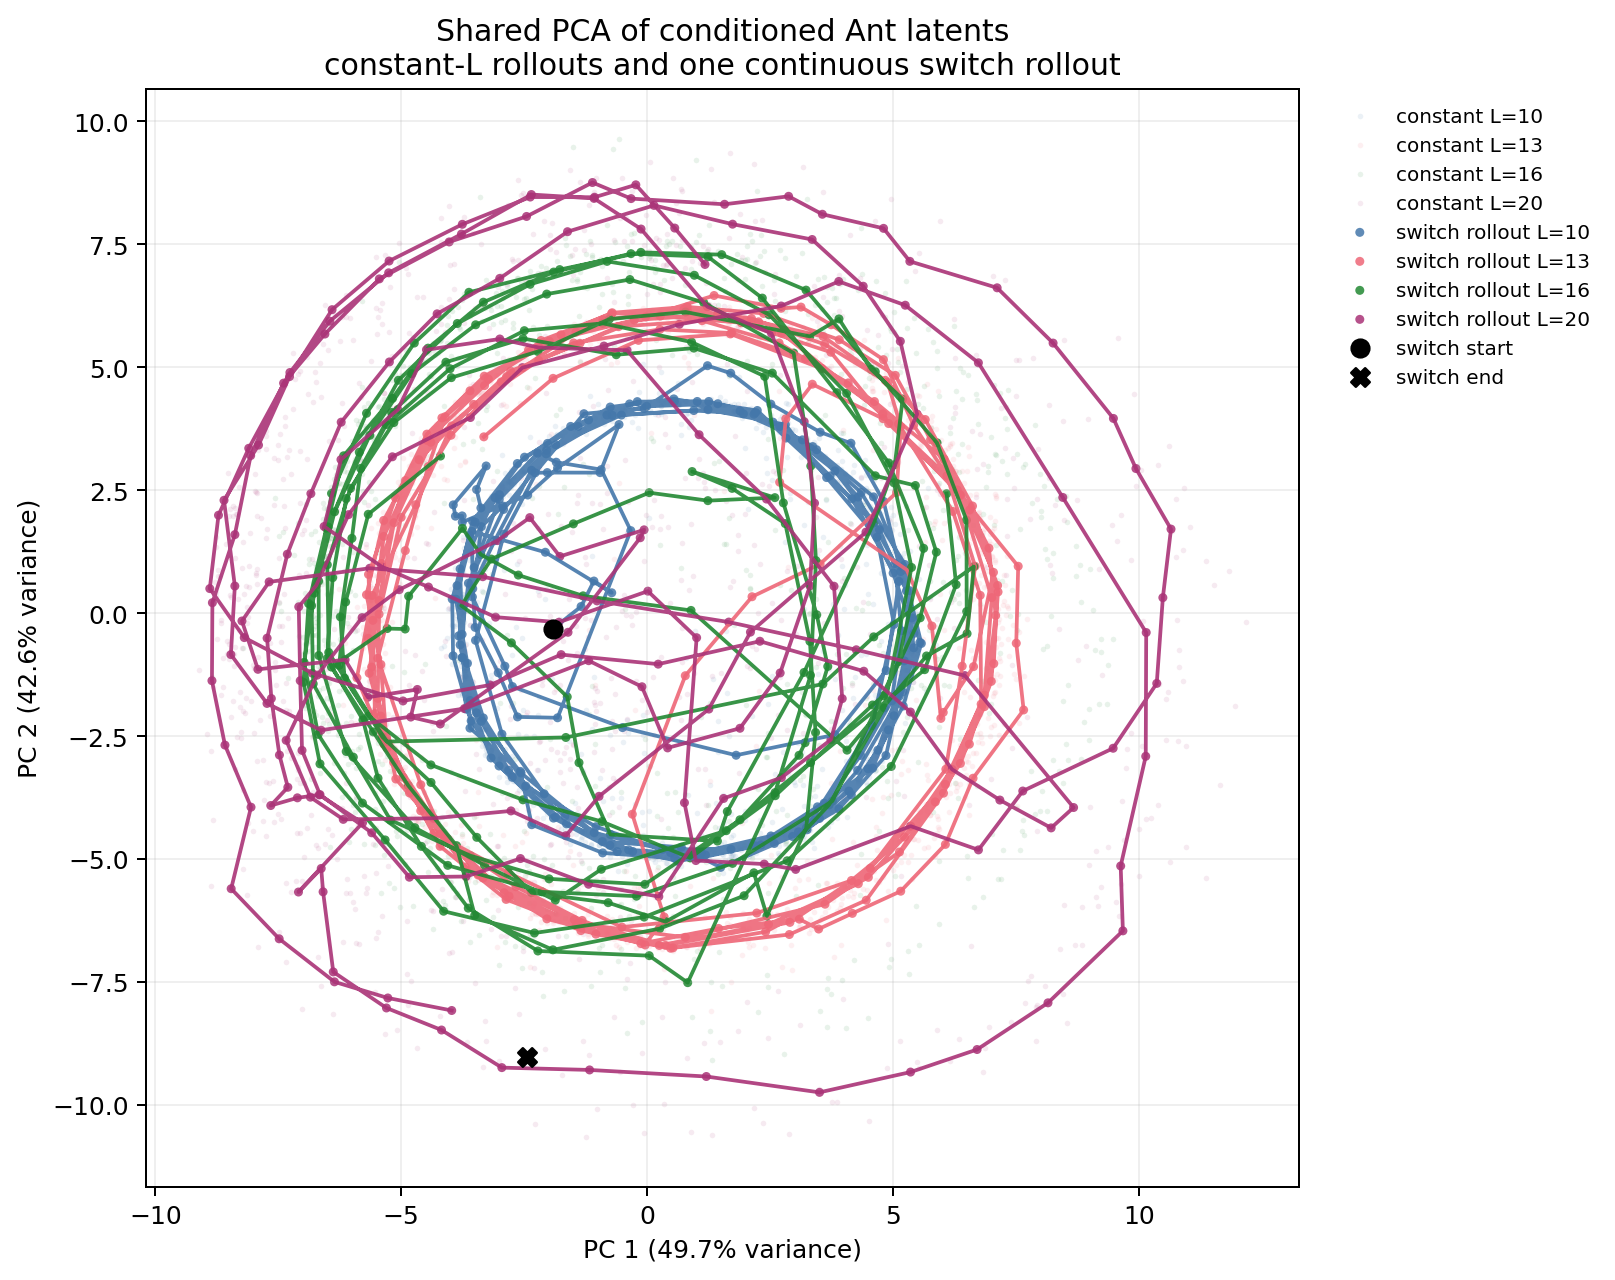 Shared PCA of conditioned Ant latents
constant-L rollouts and one continuous switch rollout
constant L=10
constant L=13
constant L=16
constant L=20
switch rollout L=10
switch rollout L=13
switch rollout L=16
switch rollout L=20
switch start
switch end
PC 2 (42.6% variance)
10.0
7.5
5.0
2.5
0.0
−2.5
−5.0
−7.5
−10.0
−10
−5
0
5
10
PC 1 (49.7% variance)